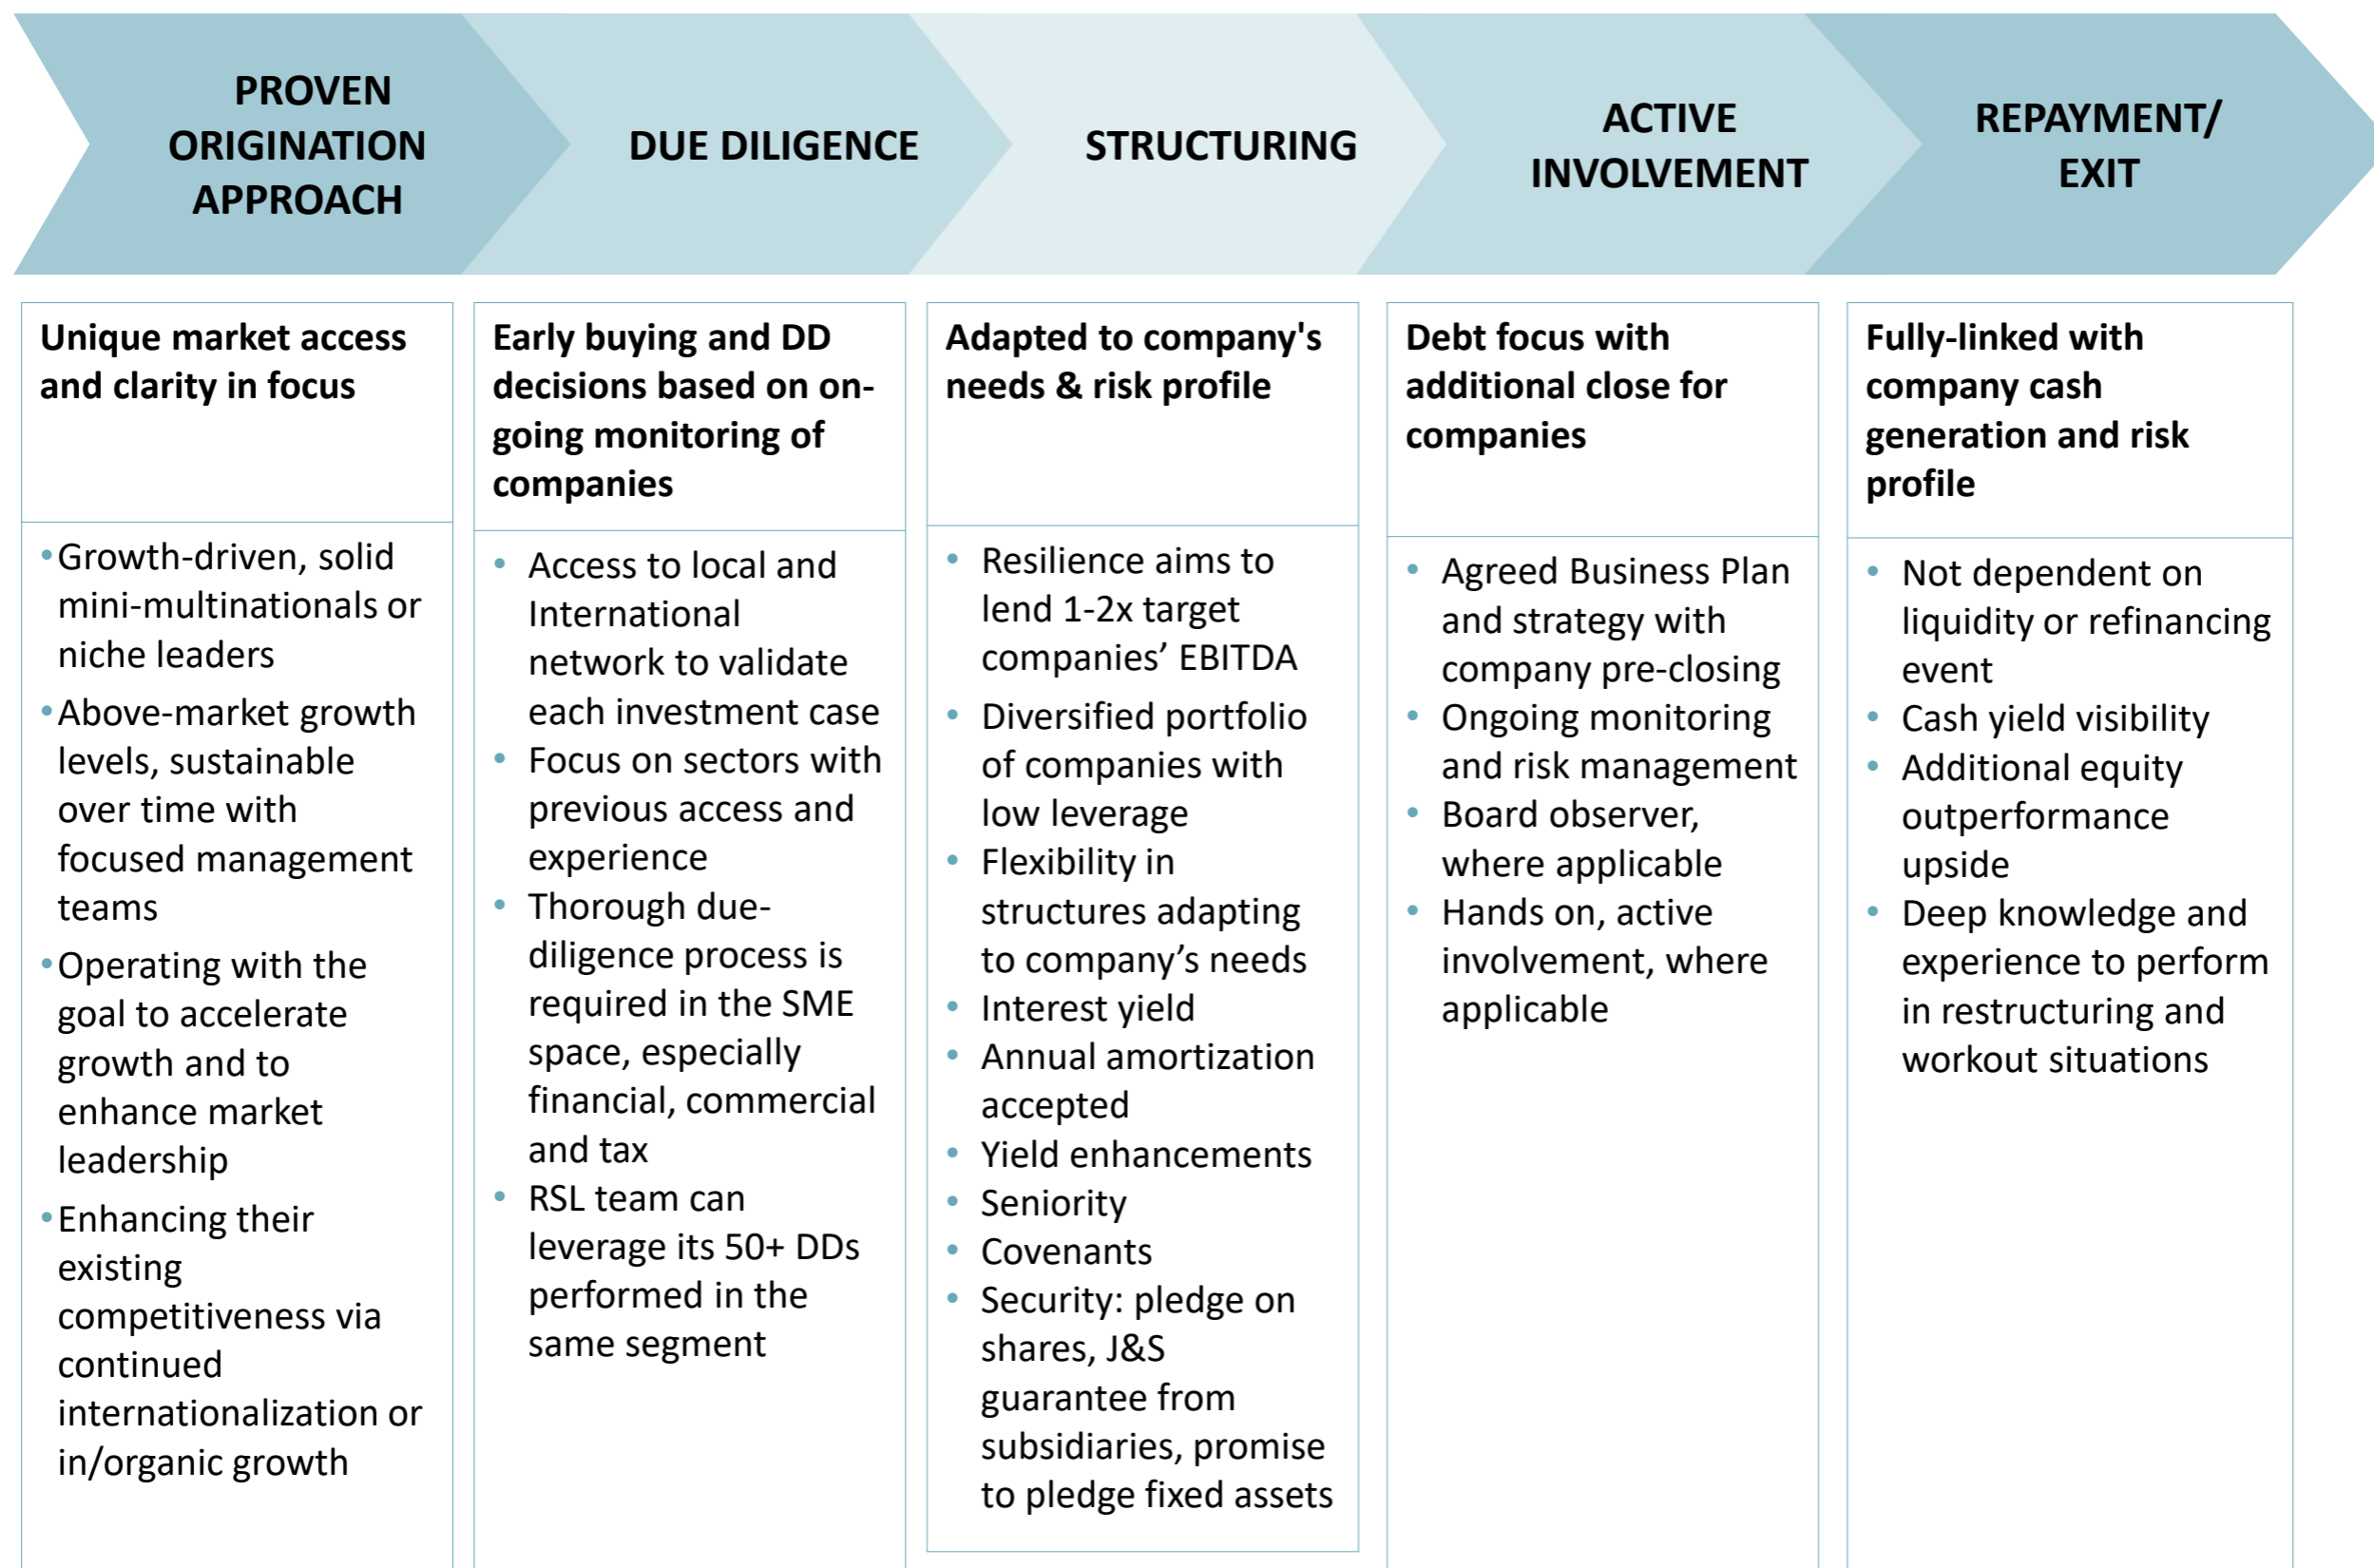 PROVEN
ORIGINATION
APPROACH
DUE DILIGENCE
STRUCTURING
ACTIVE
INVOLVEMENT
REPAYMENT/
EXIT
Unique market access
and clarity in focus
•Growth-driven, solid
mini-multinationals or
niche leaders
•Above-market growth
levels, sustainable
over time with
focused management
teams
•Operating with the
goal to accelerate
growth and to
enhance market
leadership
•Enhancing their
existing
competitiveness via
continued
internationalization or
in/organic growth
Early buying and DD
decisions based on on-
going monitoring of
companies
• Access to local and
International
network to validate
each investment case
• Focus on sectors with
previous access and
experience
• Thorough due-
diligence process is
required in the SME
space, especially
financial, commercial
and tax
• RSL team can
leverage its 50+ DDs
performed in the
same segment
Adapted to company's
needs & risk profile
• Resilience aims to
lend 1-2x target
companies’ EBITDA
• Diversified portfolio
of companies with
low leverage
• Flexibility in
structures adapting
to company’s needs
• Interest yield
• Annual amortization
accepted
• Yield enhancements
• Seniority
• Covenants
• Security: pledge on
shares, J&S
guarantee from
subsidiaries, promise
to pledge fixed assets
Debt focus with
additional close for
companies
• Agreed Business Plan
and strategy with
company pre-closing
• Ongoing monitoring
and risk management
• Board observer,
where applicable
• Hands on, active
involvement, where
applicable
Fully-linked with
company cash
generation and risk
profile
• Not dependent on
liquidity or refinancing
event
• Cash yield visibility
• Additional equity
outperformance
upside
• Deep knowledge and
experience to perform
in restructuring and
workout situations